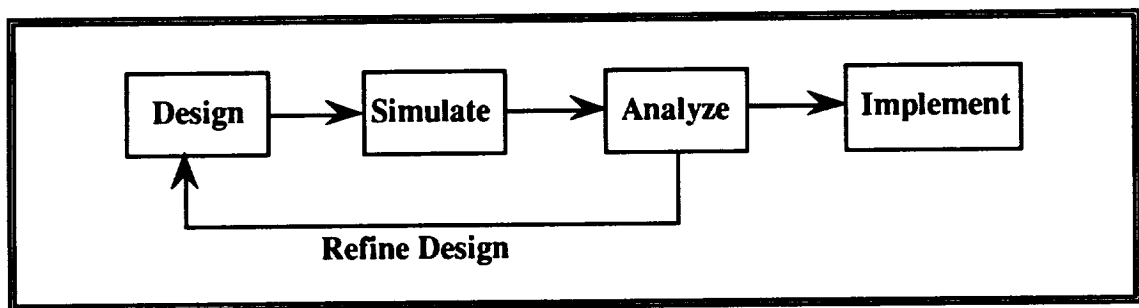 Design
Simulate
Analyze
Implement
Refine Design